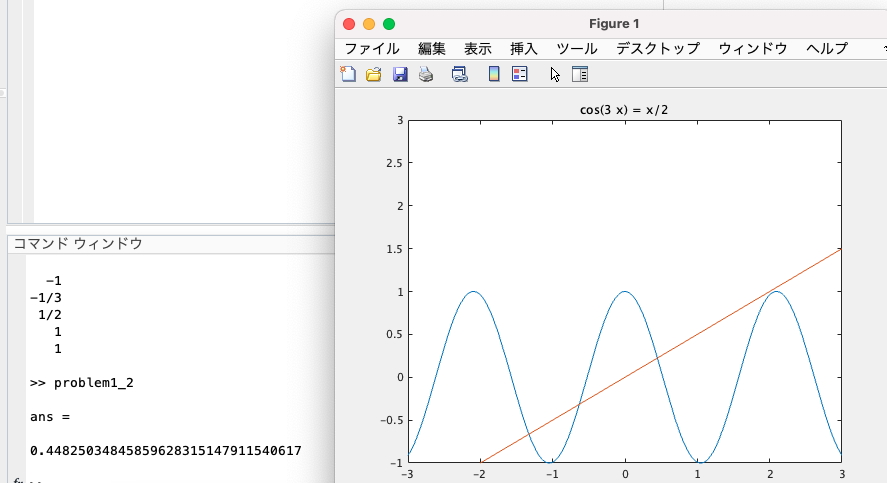 Figure 1
ファイル 編集 表示 挿入 ツール デスクトップ ウィンドウ ヘルプ
cos(3 x) = x/2
3
2.5
2
1.5
1
0.5
0
-0.5
-1
-3 -2 -1 0 1 2 3
コマンド ウィンドウ
-1
-1/3
1/2
1
1
>> problem1_2
ans =
0.44825034845859628315147911540617